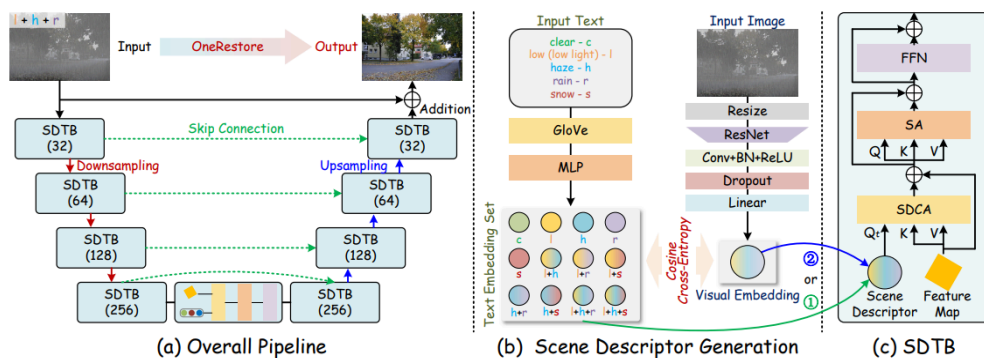 l + h + r
Input
OneRestore
Output
Addition
SDTB
(32)
Skip Connection
SDTB
(32)
Downsampling
Upsampling
SDTB
(64)
SDTB
(64)
SDTB
(128)
SDTB
(128)
SDTB
(256)
SDTB
(256)
(a) Overall Pipeline
Input Text
clear - c
low (low light) - l
haze - h
rain - r
snow - s
GloVe
MLP
Text Embedding Set
c
l
h
r
s
l+h
l+r
l+s
h+r
h+s
l+h+r
l+h+s
Cosine
Cross-Entropy
Input Image
Resize
ResNet
Conv+BN+ReLU
Dropout
Linear
Visual Embedding
②
or
①
(b) Scene Descriptor Generation
FFN
SA
Q
K
V
SDCA
Qt
K
V
Scene
Descriptor
Feature
Map
(c) SDTB